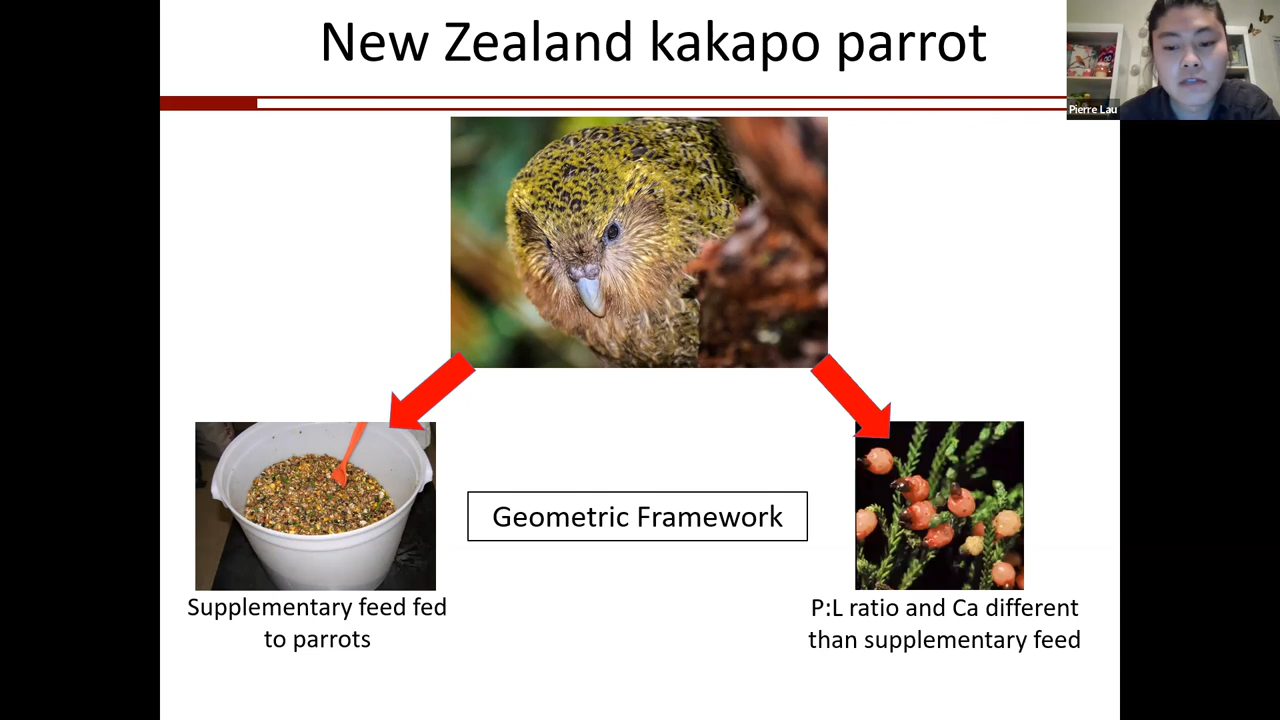 New Zealand kakapo parrot
Pierre Lau
Geometric Framework
Supplementary feed fed
to parrots
P:L ratio and Ca different
than supplementary feed